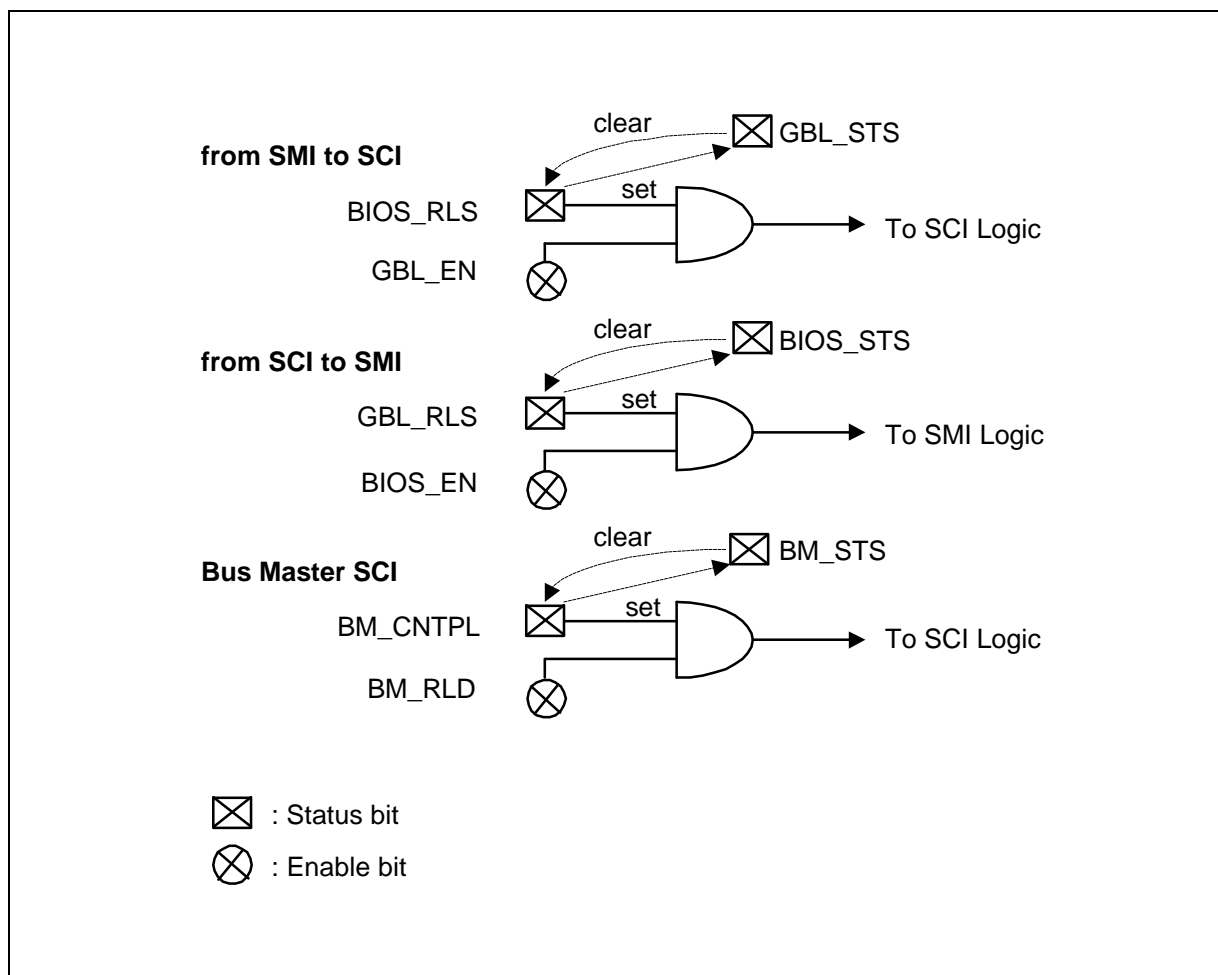 clear
GBL_STS
from SMI to SCI
set
BIOS_RLS
To SCI Logic
GBL_EN
clear
BIOS_STS
from SCI to SMI
set
GBL_RLS
To SMI Logic
BIOS_EN
clear
BM_STS
Bus Master SCI
set
BM_CNTPL
To SCI Logic
BM_RLD
: Status bit
: Enable bit